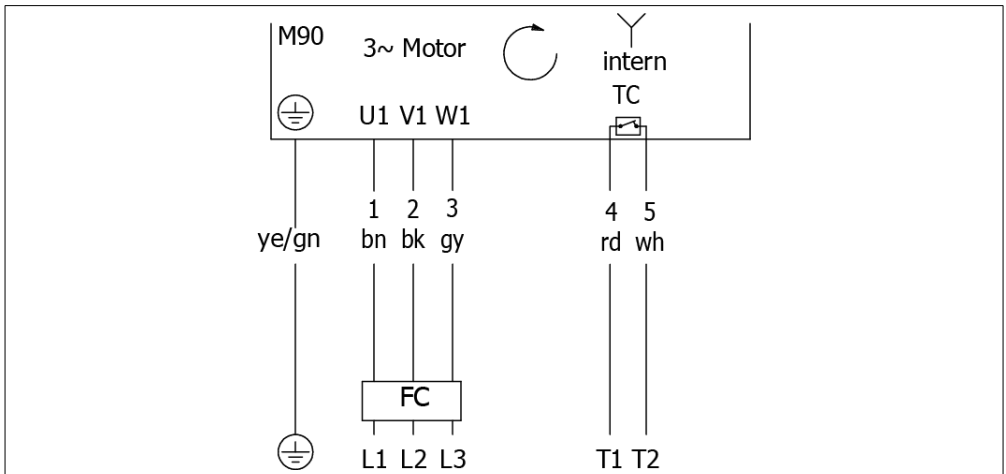 M90
3~ Motor
intern
TC
U1 V1 W1
1 2 3 4 5
ye/gn bn bk gy rd wh
FC
L1 L2 L3 T1 T2